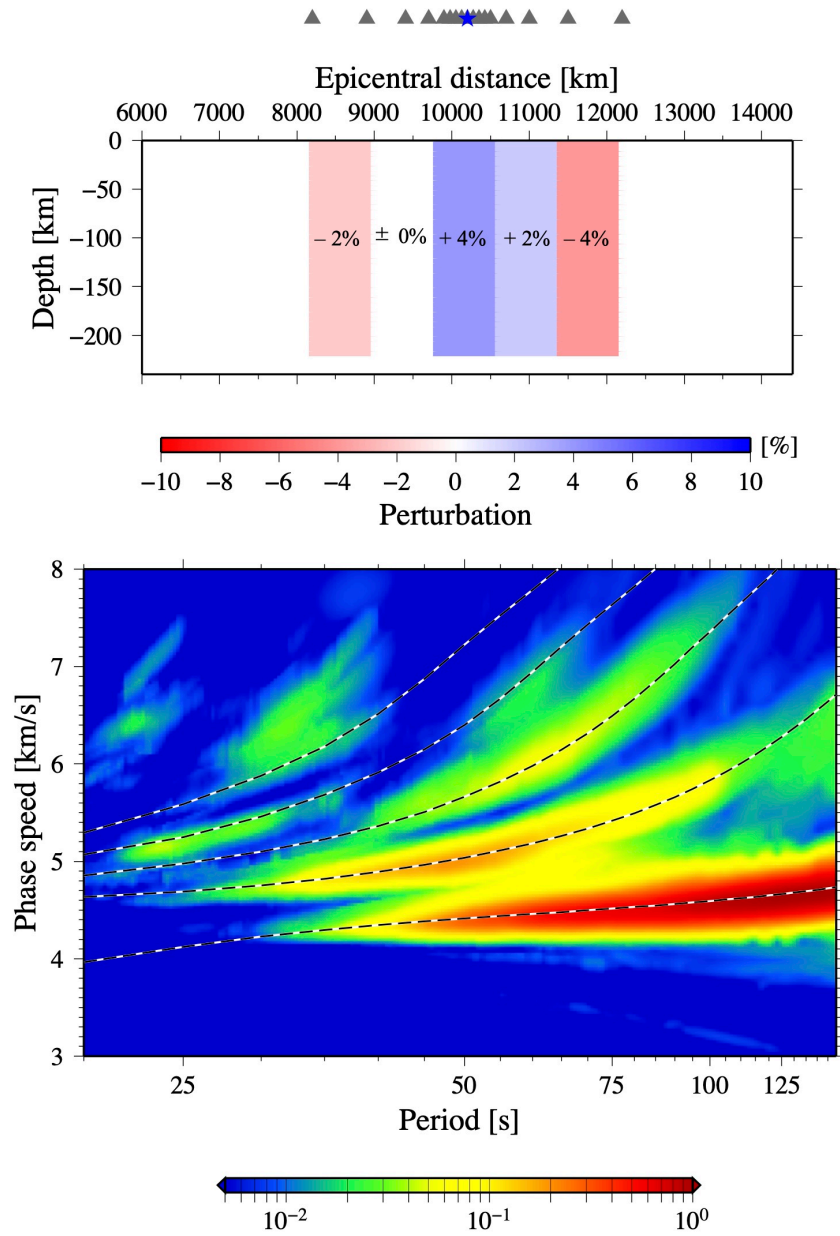 Epicentral distance [km]
6000 7000 8000 9000 10000 11000 12000 13000 14000
Depth [km]
0
−50
−100
−150
−200
− 2% ± 0% + 4% + 2% − 4%
[%]
−10 −8 −6 −4 −2 0 2 4 6 8 10
Perturbation
Phase speed [km/s]
8
7
6
5
4
3
25 50 75 100 125
Period [s]
10⁻² 10⁻¹ 10⁰